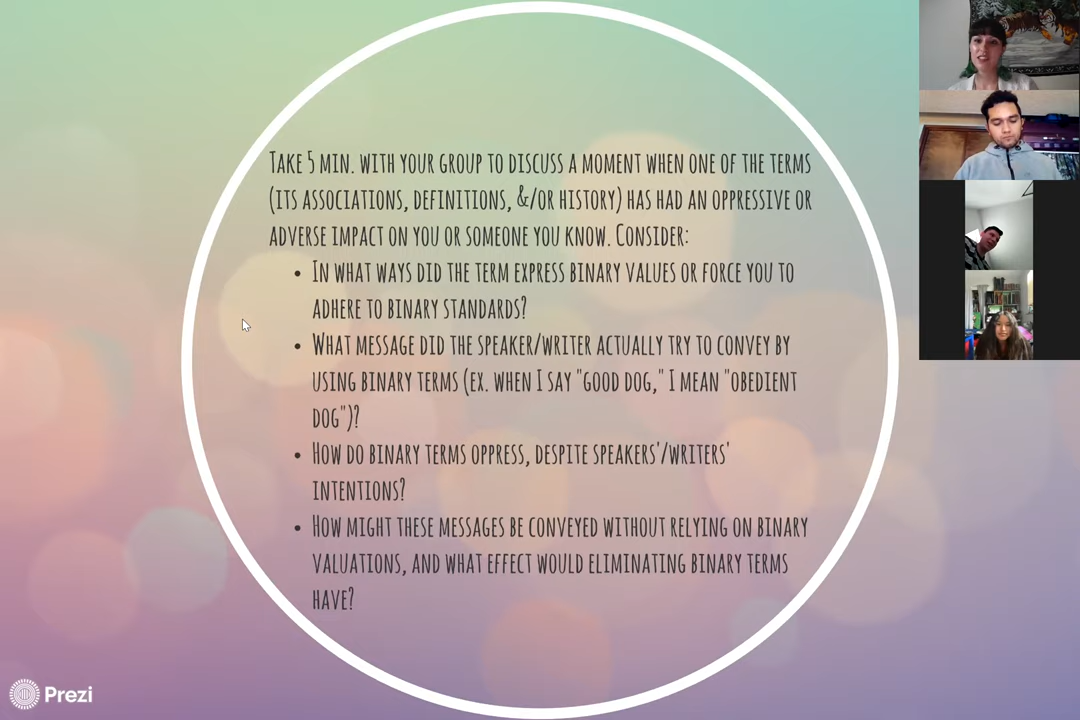 Take 5 min. with your group to discuss a moment when one of the terms
(its associations, definitions, &/or history) has had an oppressive or
adverse impact on you or someone you know. Consider:
• In what ways did the term express binary values or force you to
adhere to binary standards?
• What message did the speaker/writer actually try to convey by
using binary terms (ex. when I say "good dog," I mean "obedient
dog")?
• How do binary terms oppress, despite speakers'/writers'
intentions?
• How might these messages be conveyed without relying on binary
valuations, and what effect would eliminating binary terms
have?
Prezi